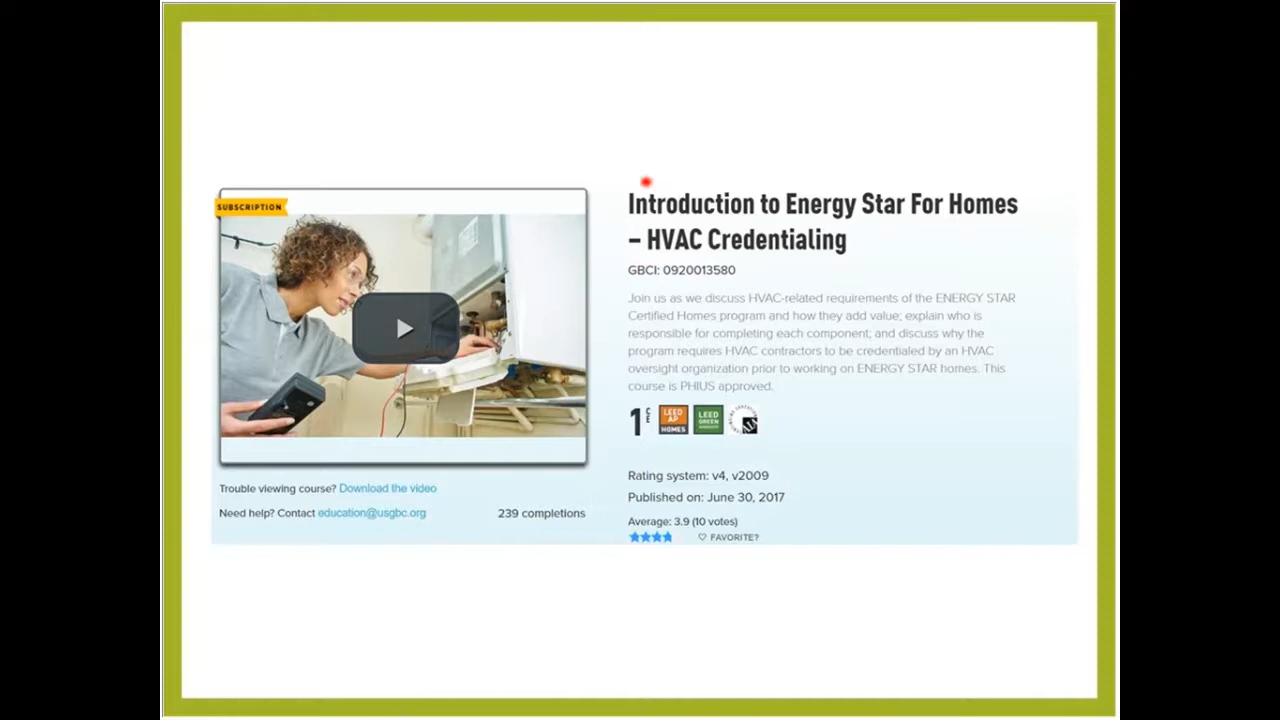 SUBSCRIPTION
Trouble viewing course? Download the video
Need help? Contact education@usgbc.org
239 completions
Introduction to Energy Star For Homes
– HVAC Credentialing
GBCI: 0920013580
Join us as we discuss HVAC-related requirements of the ENERGY STAR
Certified Homes program and how they add value; explain who is
responsible for completing each component; and discuss why the
program requires HVAC contractors to be credentialed by an HVAC
oversight organization prior to working on ENERGY STAR homes. This
course is PHIUS approved.
1 CE
LEED
AP
HOMES
LEED
GREEN
Rating system: v4, v2009
Published on: June 30, 2017
Average: 3.9 (10 votes)
FAVORITE?